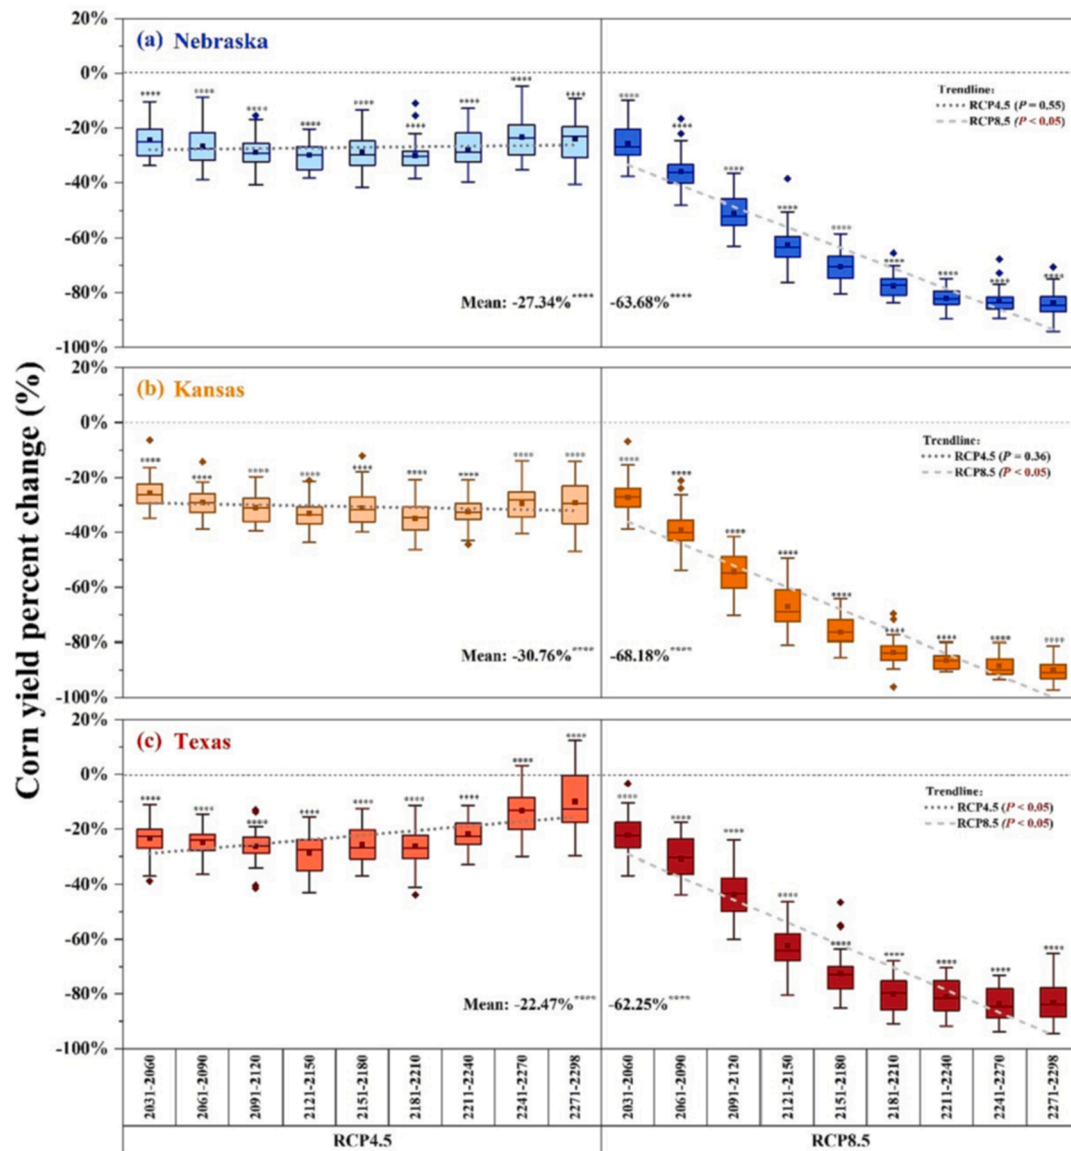 Corn yield percent change (%)
20%
0%
-20%
-40%
-60%
-80%
-100%
(a) Nebraska
Trendline:
RCP4.5 (P = 0.55)
RCP8.5 (P < 0.05)
**** **** **** **** **** **** **** **** ****
**** **** **** **** **** **** **** **** ****
Mean: -27.34%**** -63.68%****
20%
0%
-20%
-40%
-60%
-80%
-100%
(b) Kansas
Trendline:
RCP4.5 (P = 0.36)
RCP8.5 (P < 0.05)
**** **** **** **** **** **** **** **** ****
**** **** **** **** **** **** **** **** ****
Mean: -30.76%**** -68.18%****
20%
0%
-20%
-40%
-60%
-80%
-100%
(c) Texas
Trendline:
RCP4.5 (P < 0.05)
RCP8.5 (P < 0.05)
**** **** **** **** **** **** **** **** ****
**** **** **** **** **** **** **** **** ****
Mean: -22.47%**** -62.25%****
2031-2060
2061-2090
2091-2120
2121-2150
2151-2180
2181-2210
2211-2240
2241-2270
2271-2298
2031-2060
2061-2090
2091-2120
2121-2150
2151-2180
2181-2210
2211-2240
2241-2270
2271-2298
RCP4.5 RCP8.5